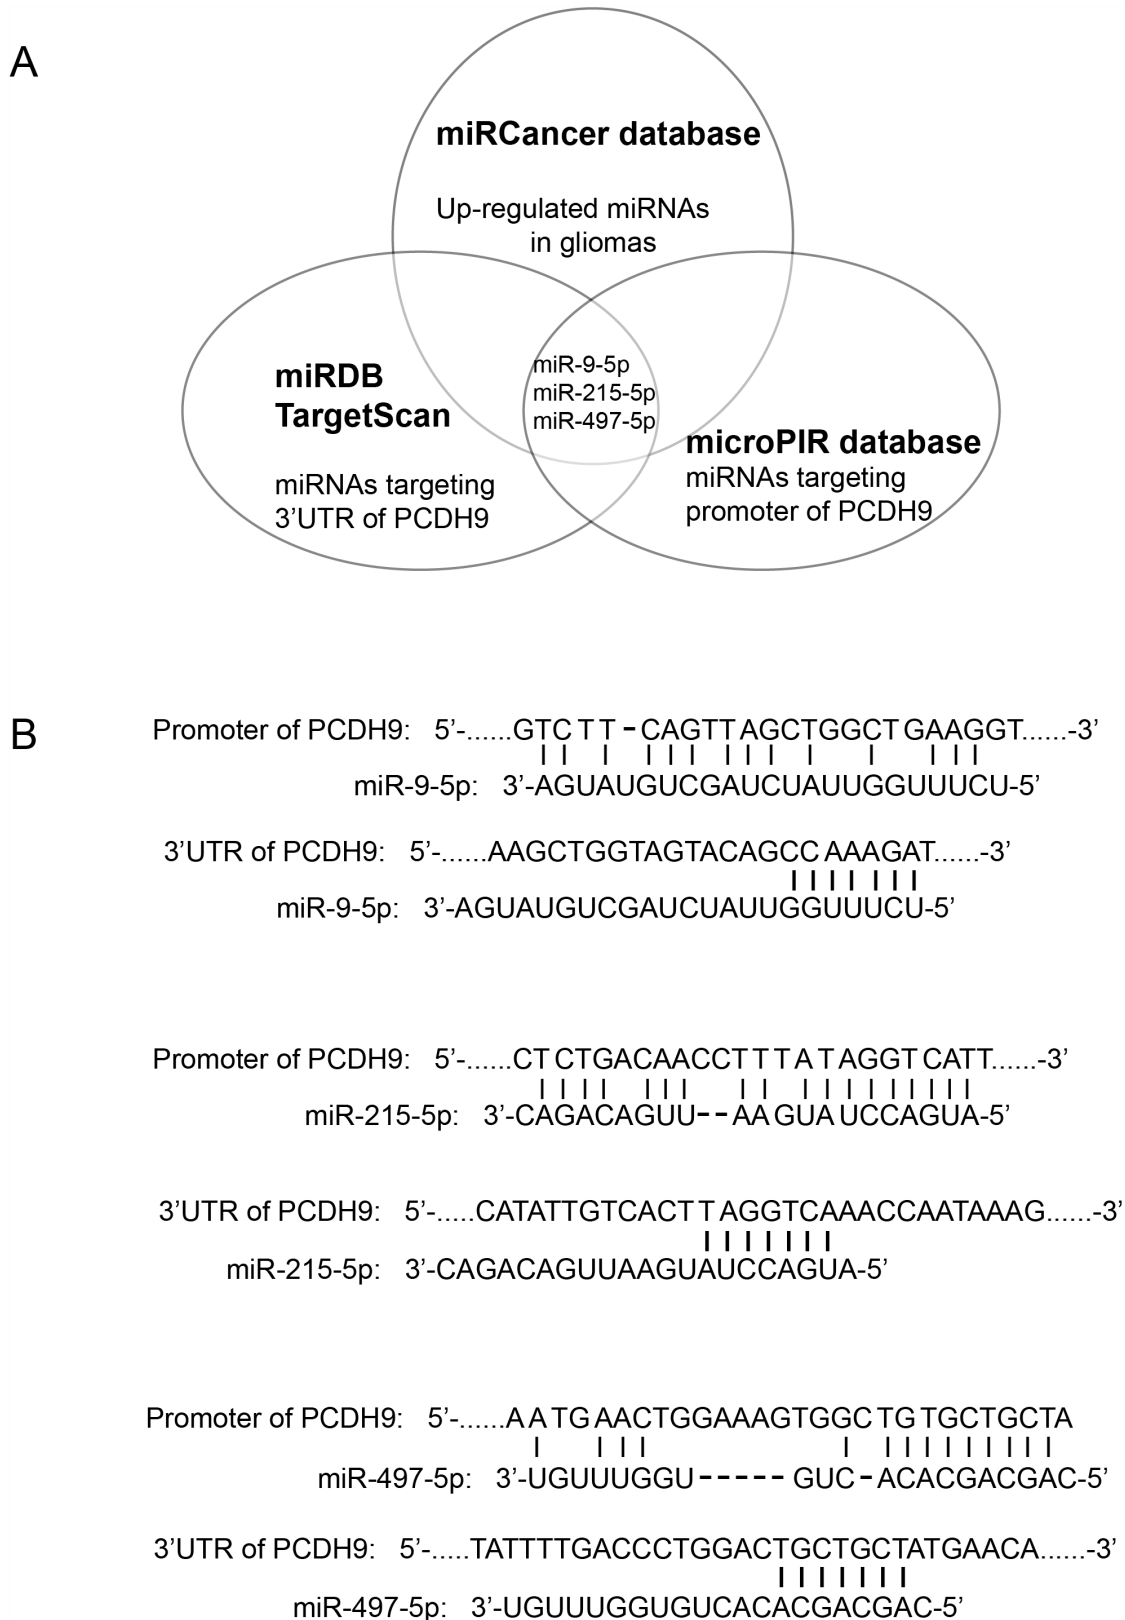 A
miRCancer database
Up-regulated miRNAs
in gliomas
miRDB
TargetScan
miRNAs targeting
3’UTR of PCDH9
miR-9-5p
miR-215-5p
miR-497-5p
microPIR database
miRNAs targeting
promoter of PCDH9
B
Promoter of PCDH9: 5’-......GTCTT-CAGTTAGCTGGCTGAAGGT......-3’
miR-9-5p: 3’-AGUAUGUCGAUCUAUUGGUUUCU-5’
3’UTR of PCDH9: 5’-......AAGCTGGTAGTACAGCCAAAGAT......-3’
miR-9-5p: 3’-AGUAUGUCGAUCUAUUGGUUUCU-5’
Promoter of PCDH9: 5’-......CTCTGACAACCTTTATAGGTCATT......-3’
miR-215-5p: 3’-CAGACAGUU--AAGUAUCCAGUA-5’
3’UTR of PCDH9: 5’-.....CATATTGTCACTTAGGTCAAACCAATAAAG......-3’
miR-215-5p: 3’-CAGACAGUUAAGUAUCCAGUA-5’
Promoter of PCDH9: 5’-......AATGAACTGGAAAGTGGCTGTGCTGCTA
miR-497-5p: 3’-UGUUUGGU-----GUC-ACACGACGAC-5’
3’UTR of PCDH9: 5’-.....TATTTTGACCCTGGACTGCTGCTATGAACA......-3’
miR-497-5p: 3’-UGUUUGGUGUCACACGACGAC-5’